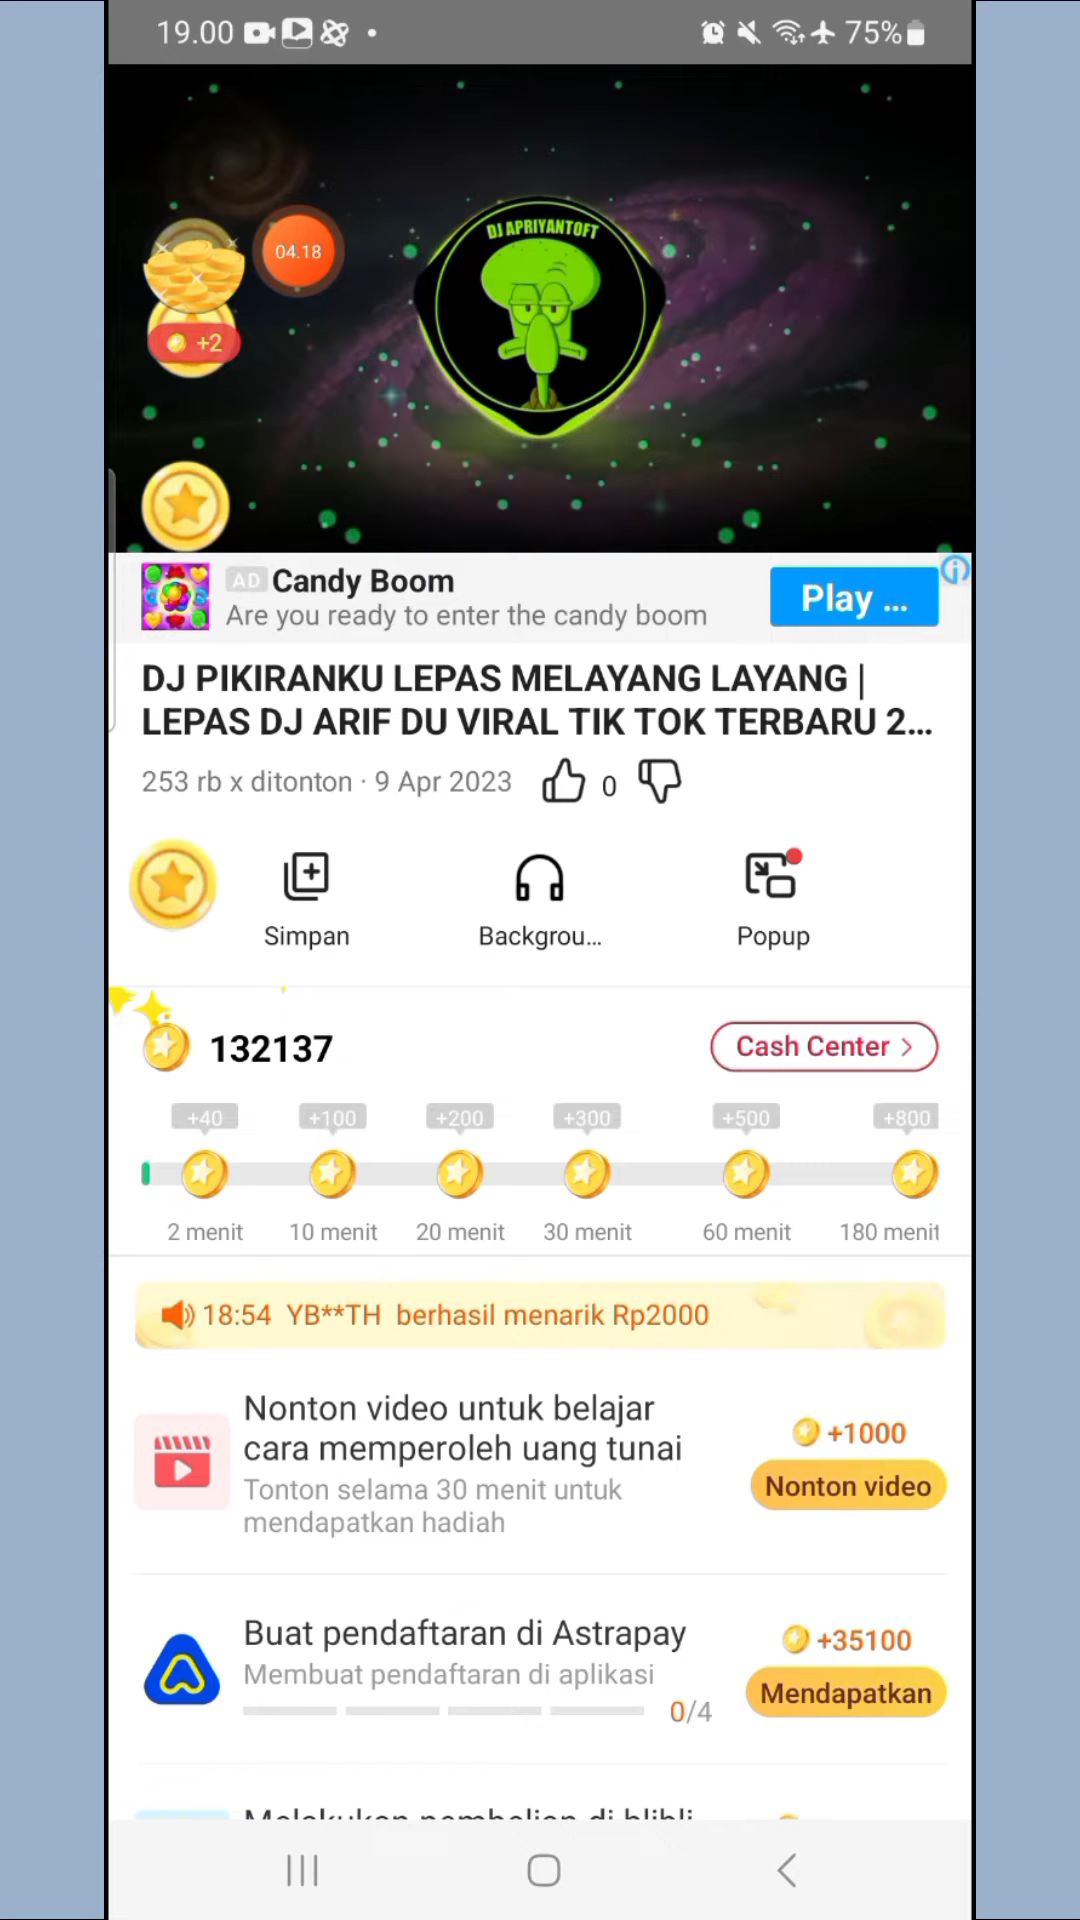 19.00
75%
DJ APRIYANTOFT
04.18
+2
AD Candy Boom
Are you ready to enter the candy boom
Play ...
DJ PIKIRANKU LEPAS MELAYANG LAYANG |
LEPAS DJ ARIF DU VIRAL TIK TOK TERBARU 2...
253 rb x ditonton · 9 Apr 2023
0
Simpan
Backgrou...
Popup
132137
Cash Center >
+40
+100
+200
+300
+500
+800
2 menit
10 menit
20 menit
30 menit
60 menit
180 menit
18:54 YB**TH berhasil menarik Rp2000
Nonton video untuk belajar
cara memperoleh uang tunai
Tonton selama 30 menit untuk
mendapatkan hadiah
+1000
Nonton video
Buat pendaftaran di Astrapay
Membuat pendaftaran di aplikasi
0/4
+35100
Mendapatkan
Melakukan pembelian di blibli